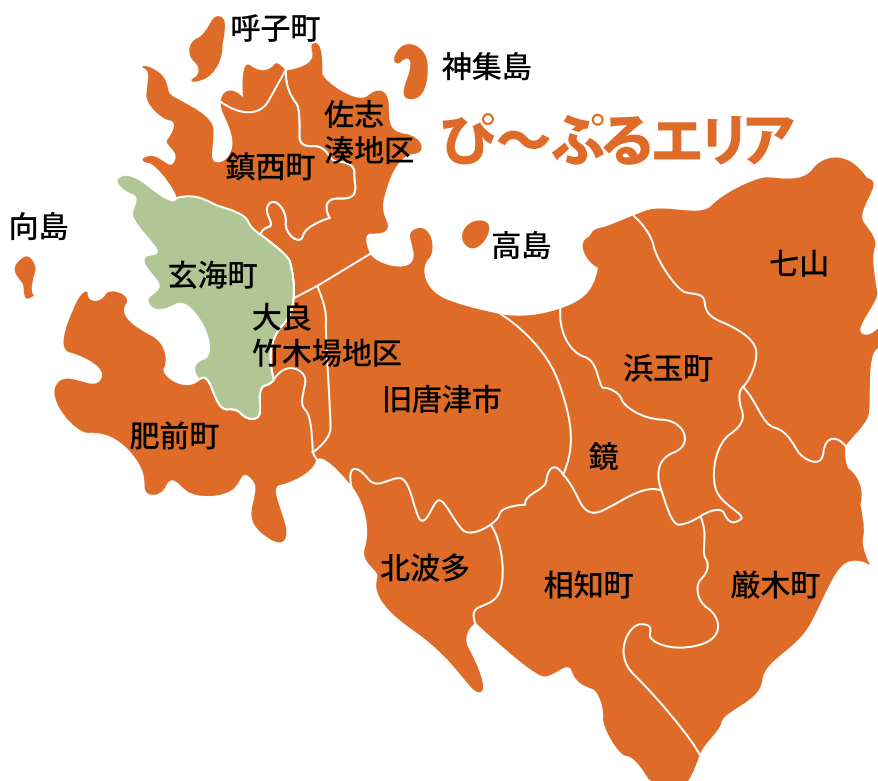 呼子町
神集島
佐志
湊地区
ぴ〜ぷるエリア
鎮西町
向島
高島
七山
玄海町
大良
竹木場地区
浜玉町
旧唐津市
肥前町
鏡
北波多
相知町
厳木町